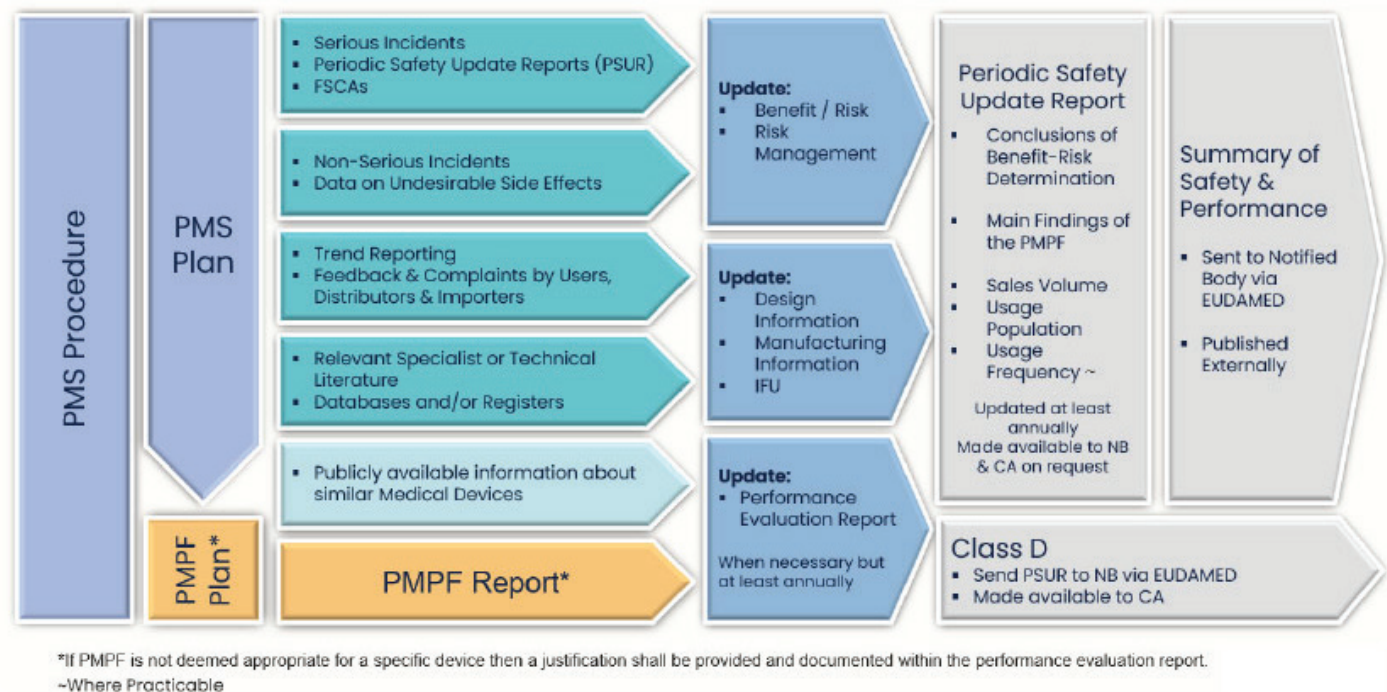 PMS Procedure
PMS
Plan
PMPF
Plan*
▪ Serious Incidents
▪ Periodic Safety Update Reports (PSUR)
▪ FSCAs
▪ Non-Serious Incidents
▪ Data on Undesirable Side Effects
▪ Trend Reporting
▪ Feedback & Complaints by Users,
Distributors & Importers
▪ Relevant Specialist or Technical
Literature
▪ Databases and/or Registers
▪ Publicly available information about
similar Medical Devices
PMPF Report*
Update:
▪ Benefit / Risk
▪ Risk
Management
Update:
▪ Design
Information
▪ Manufacturing
Information
▪ IFU
Update:
▪ Performance
Evaluation Report
When necessary but
at least annually
Periodic Safety
Update Report
▪ Conclusions of
Benefit-Risk
Determination
▪ Main Findings of
the PMPF
▪ Sales Volume
▪ Usage
Population
▪ Usage
Frequency ~
Updated at least
annually
Made available to NB
& CA on request
Summary of
Safety &
Performance
▪ Sent to Notified
Body via
EUDAMED
▪ Published
Externally
Class D
▪ Send PSUR to NB via EUDAMED
▪ Made available to CA
*If PMPF is not deemed appropriate for a specific device then a justification shall be provided and documented within the performance evaluation report.
~Where Practicable